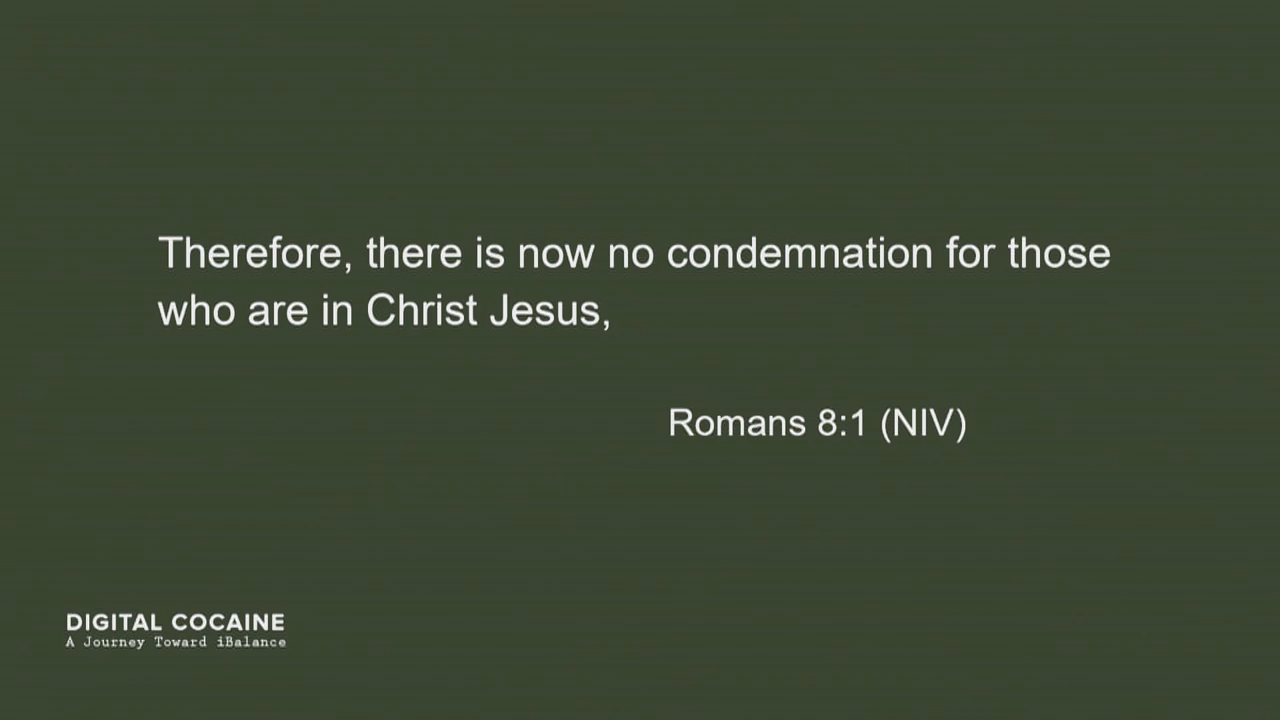 Therefore, there is now no condemnation for those
who are in Christ Jesus,
Romans 8:1 (NIV)
DIGITAL COCAINE
A Journey Toward iBalance